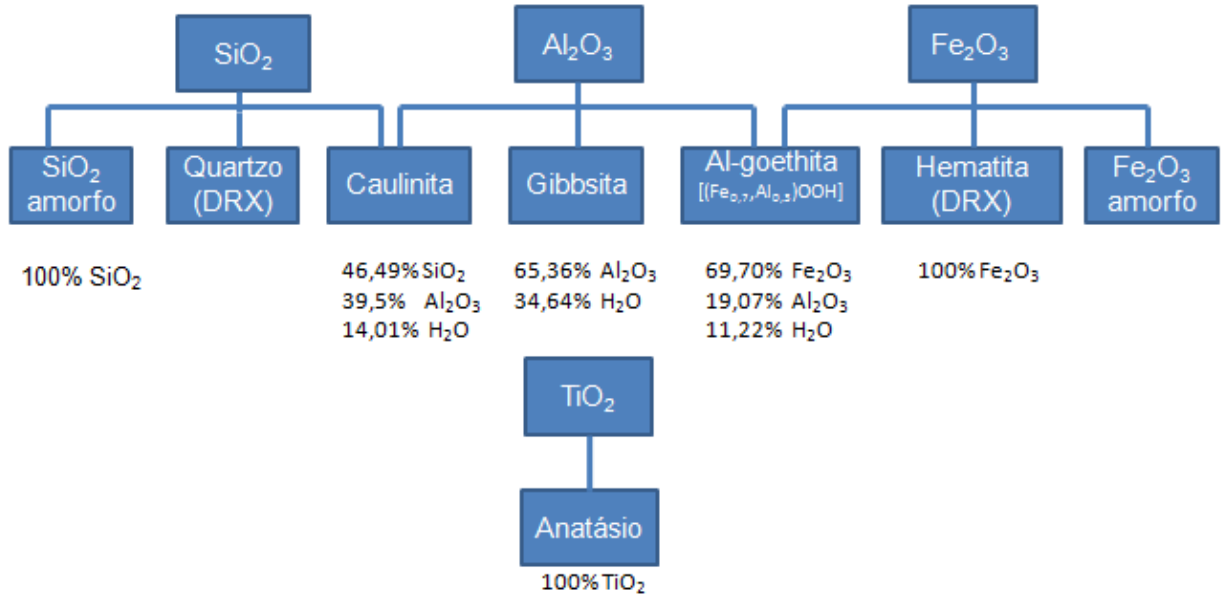 SiO₂
Al₂O₃
Fe₂O₃
SiO₂
amorfo
Quartzo
(DRX)
Caulinita
Gibbsita
Al-goethita
[(Fe₀,₇,Al₀,₃)OOH]
Hematita
(DRX)
Fe₂O₃
amorfo
100% SiO₂
46,49% SiO₂
39,5% Al₂O₃
14,01% H₂O
65,36% Al₂O₃
34,64% H₂O
69,70% Fe₂O₃
19,07% Al₂O₃
11,22% H₂O
100% Fe₂O₃
TiO₂
Anatásio
100% TiO₂